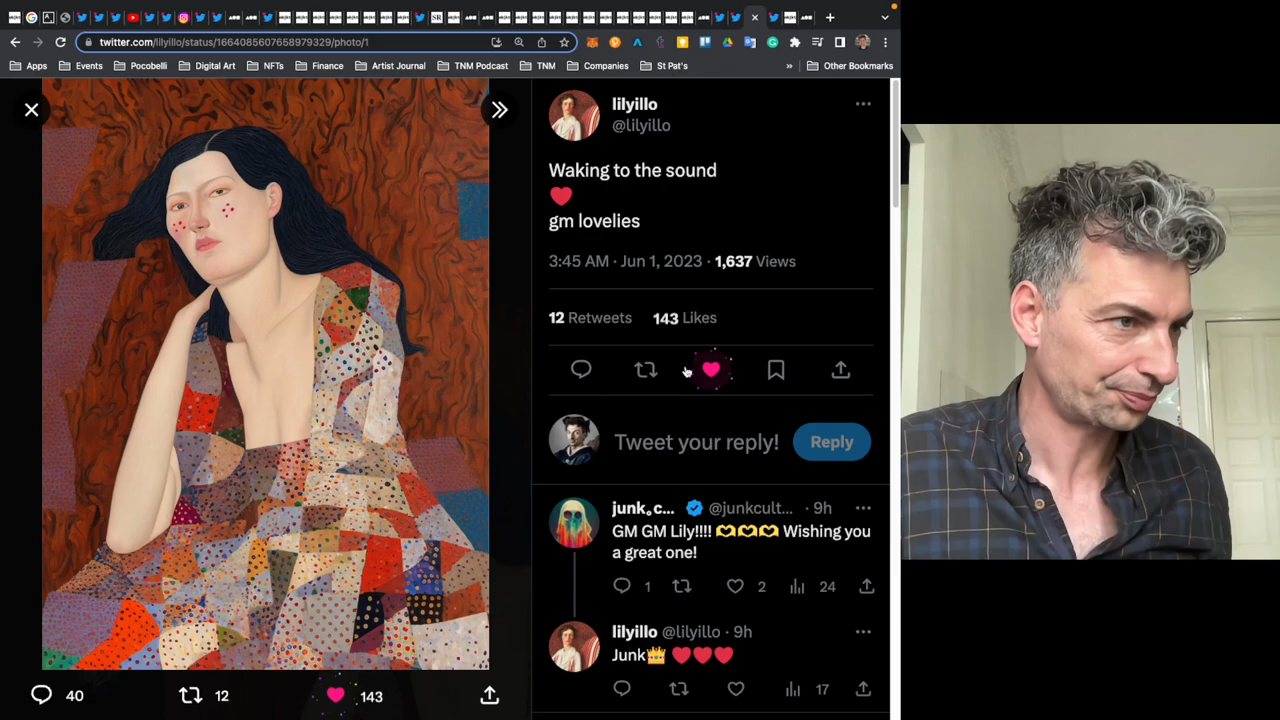 twitter.com/lilyillo/status/1664085607658979329/photo/1
Apps Events Pocobelli Digital Art NFTs Finance Artist Journal TNM Podcast TNM Companies St Pat's » Other Bookmarks
lilyillo
@lilyillo
Waking to the sound
❤️
gm lovelies
3:45 AM · Jun 1, 2023 · 1,637 Views
12 Retweets 143 Likes
Tweet your reply! Reply
junk。c... @junkcult... · 9h
GM GM Lily!!!! 🫶🫶🫶 Wishing you
a great one!
1 2 24
lilyillo @lilyillo · 9h
Junk👑 ❤️❤️❤️
17
40 12 143